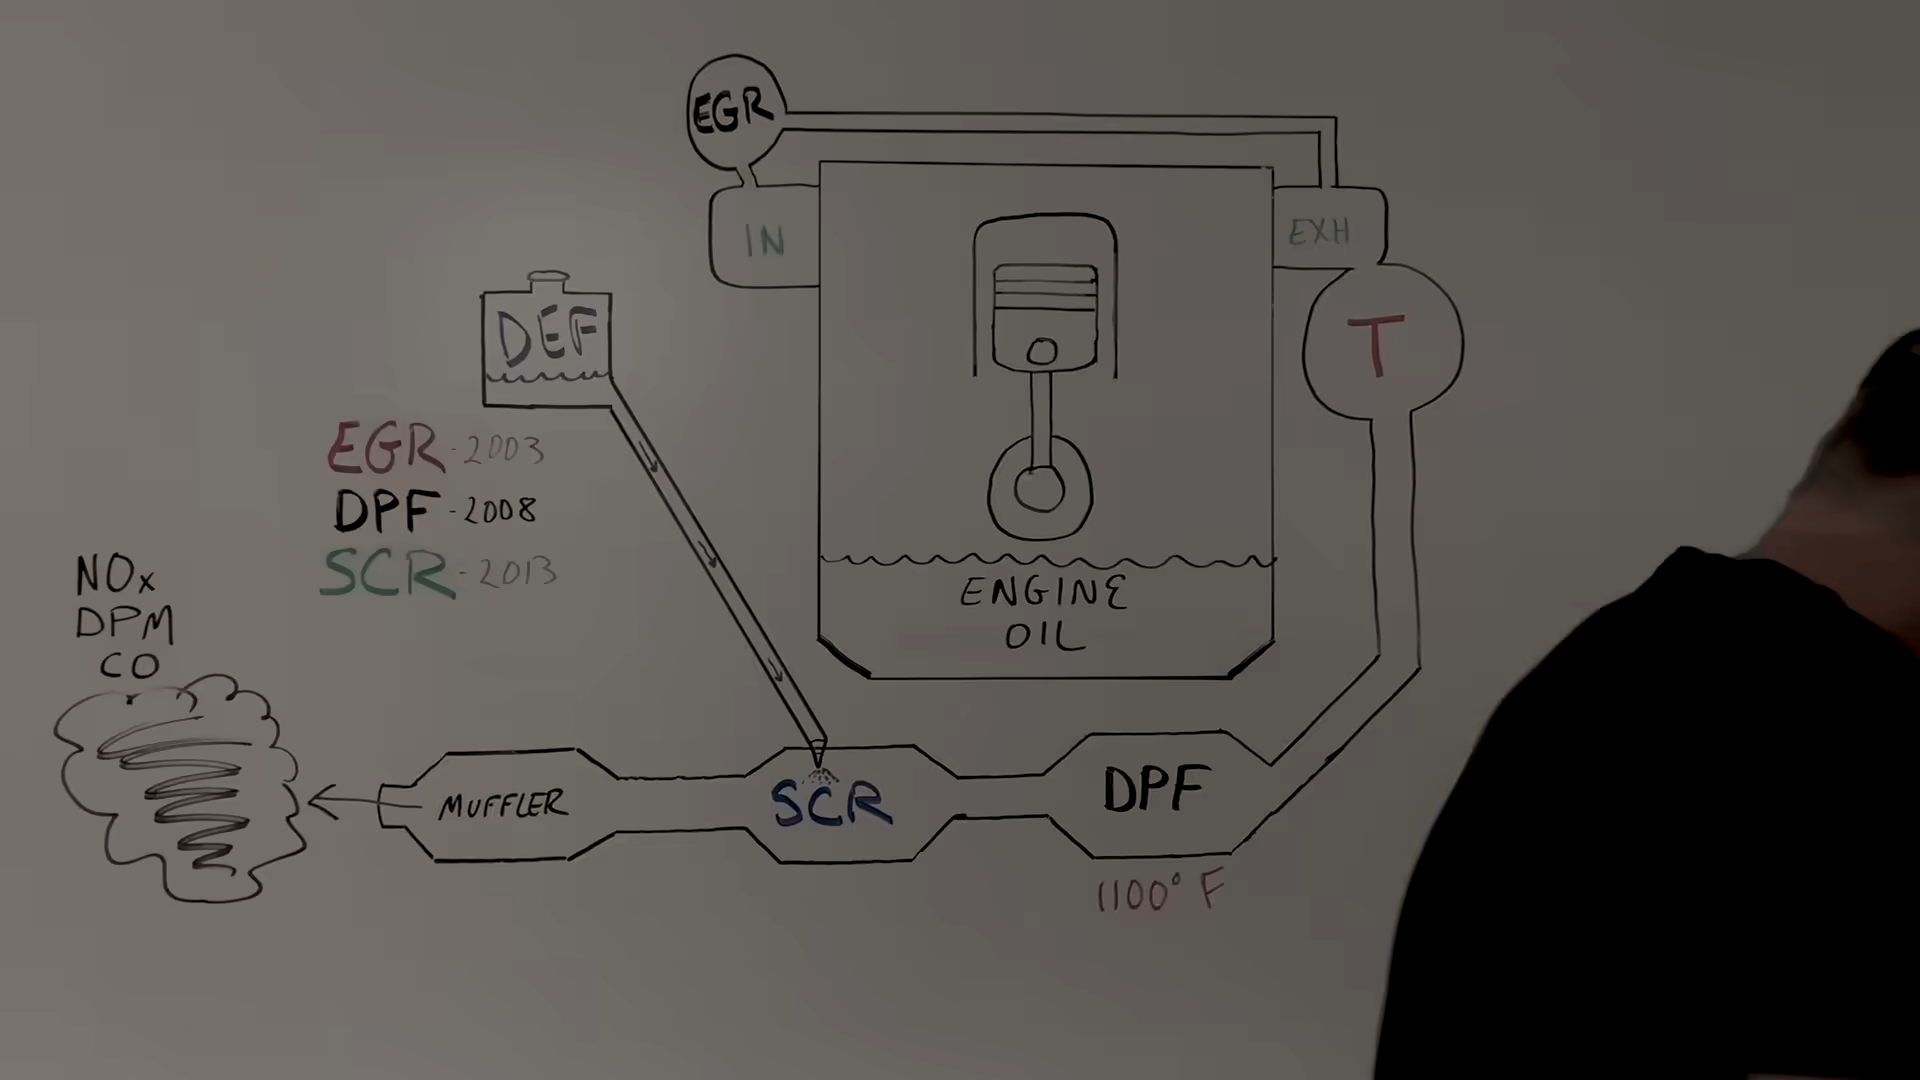 EGR
IN
EXH
DEF
T
EGR - 2003
DPF - 2008
SCR - 2013
NOx
DPM
CO
ENGINE
OIL
MUFFLER
SCR
DPF
1100° F